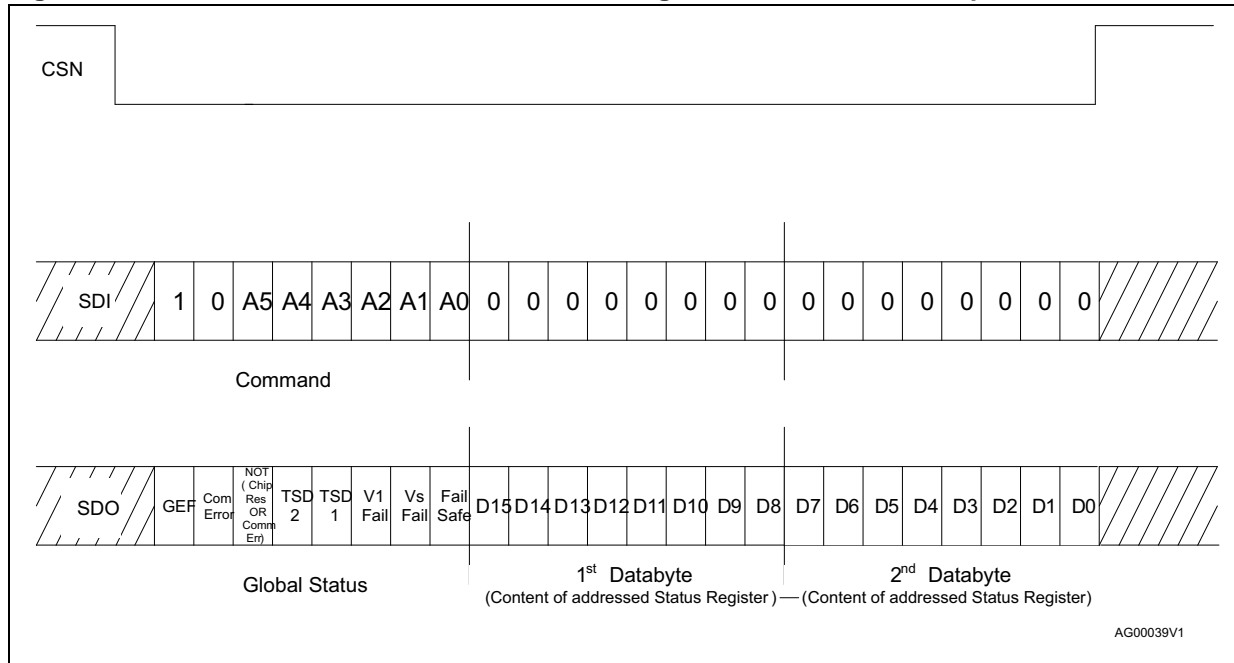 CSN
SDI 1 0 A5 A4 A3 A2 A1 A0 0 0 0 0 0 0 0 0 0 0 0 0 0 0 0 0
Command
SDO GEF Com Error NOT ( Chip Res OR Comm Err) TSD 2 TSD 1 V1 Fail Vs Fail Fail Safe D15 D14 D13 D12 D11 D10 D9 D8 D7 D6 D5 D4 D3 D2 D1 D0
Global Status
1st Databyte
(Content of addressed Status Register )
2nd Databyte
(Content of addressed Status Register)
AG00039V1